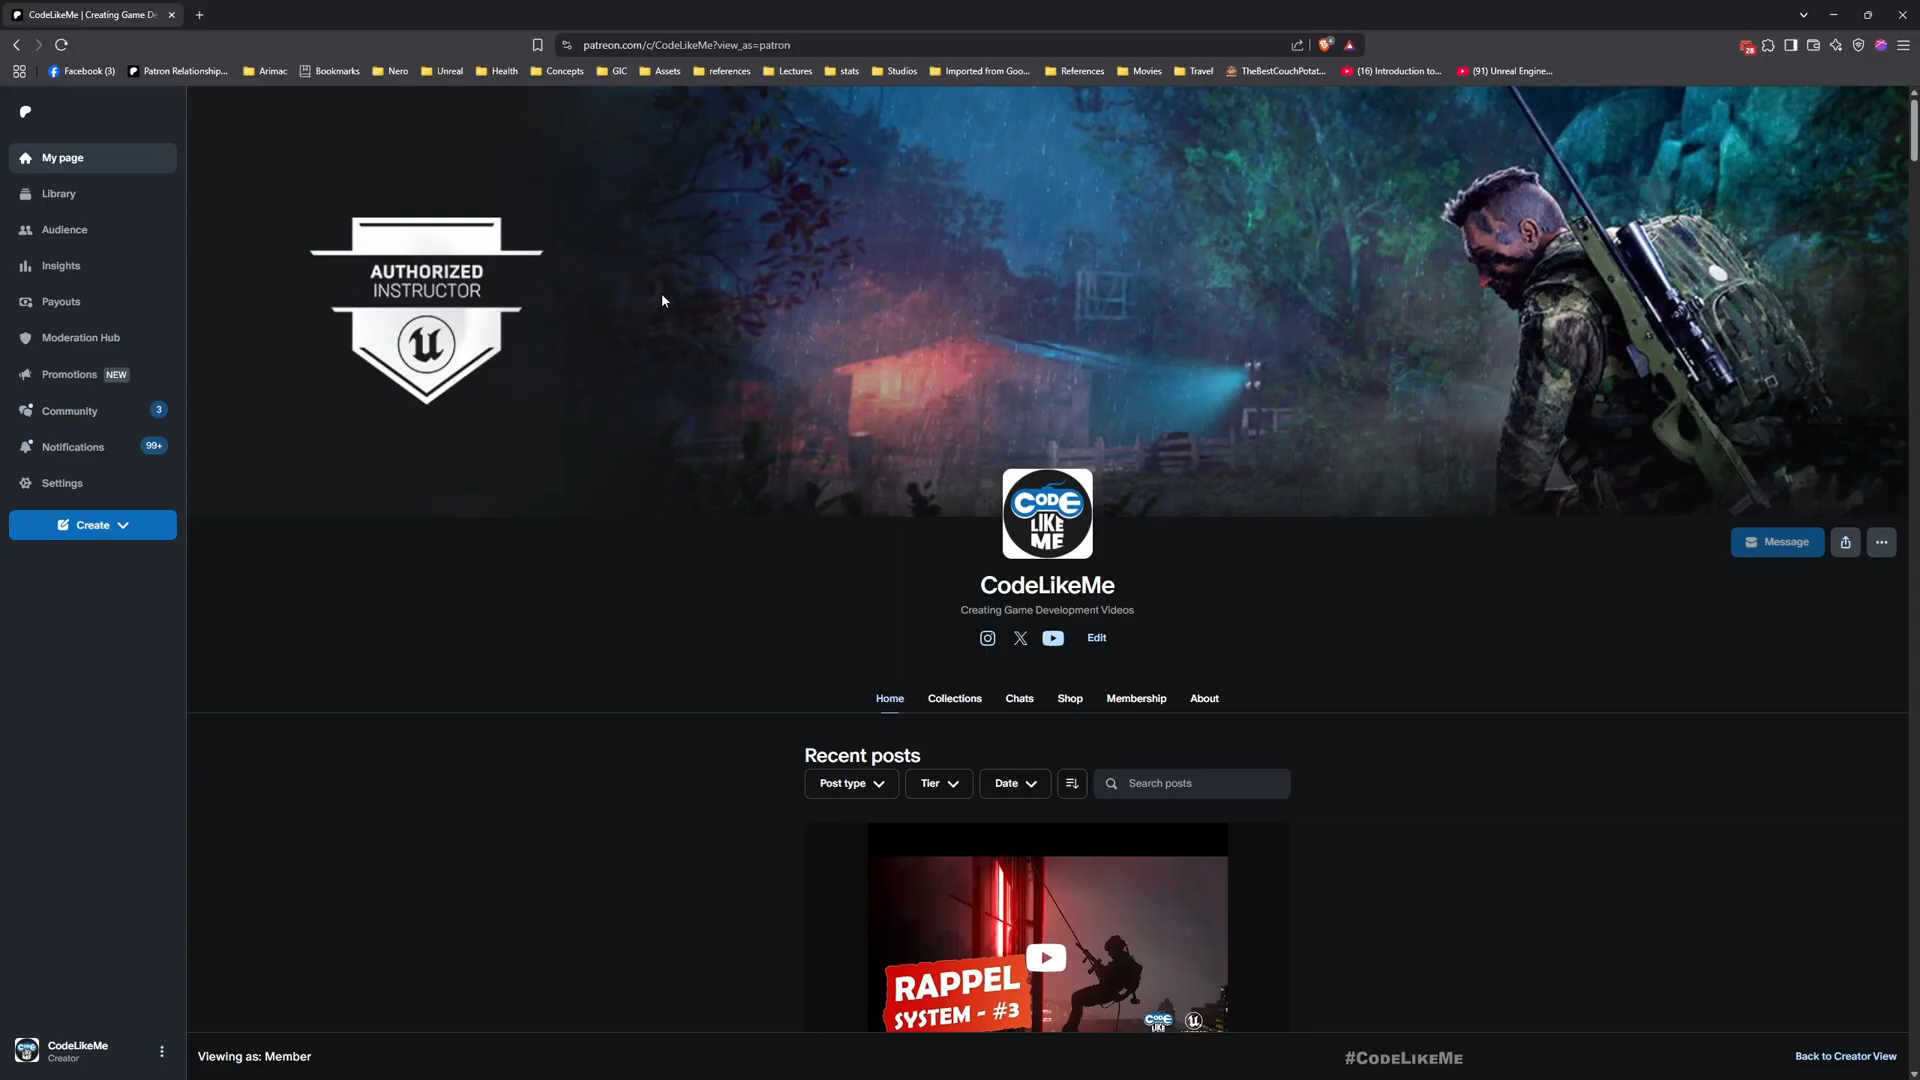 CodeLikeMe | Creating Game De
patreon.com/c/CodeLikeMe?view_as=patron
4
28
Facebook (3)
Patron Relationship...
Arimac
Bookmarks
Nero
Unreal
Health
Concepts
GIC
Assets
references
Lectures
stats
Studios
Imported from Goo...
References
Movies
Travel
TheBestCouchPotat...
(16) Introduction to...
(91) Unreal Engine...
My page
Library
Audience
Insights
Payouts
Moderation Hub
Promotions NEW
Community 3
Notifications 99+
Settings
Create
AUTHORIZED
INSTRUCTOR
CODE
LIKE
ME
Message
CodeLikeMe
Creating Game Development Videos
Edit
Home
Collections
Chats
Shop
Membership
About
Recent posts
Post type
Tier
Date
Search posts
RAPPEL
SYSTEM - #3
CODE
LIKE
CodeLikeMe
Creator
Viewing as: Member
#CodeLikeMe
Back to Creator View